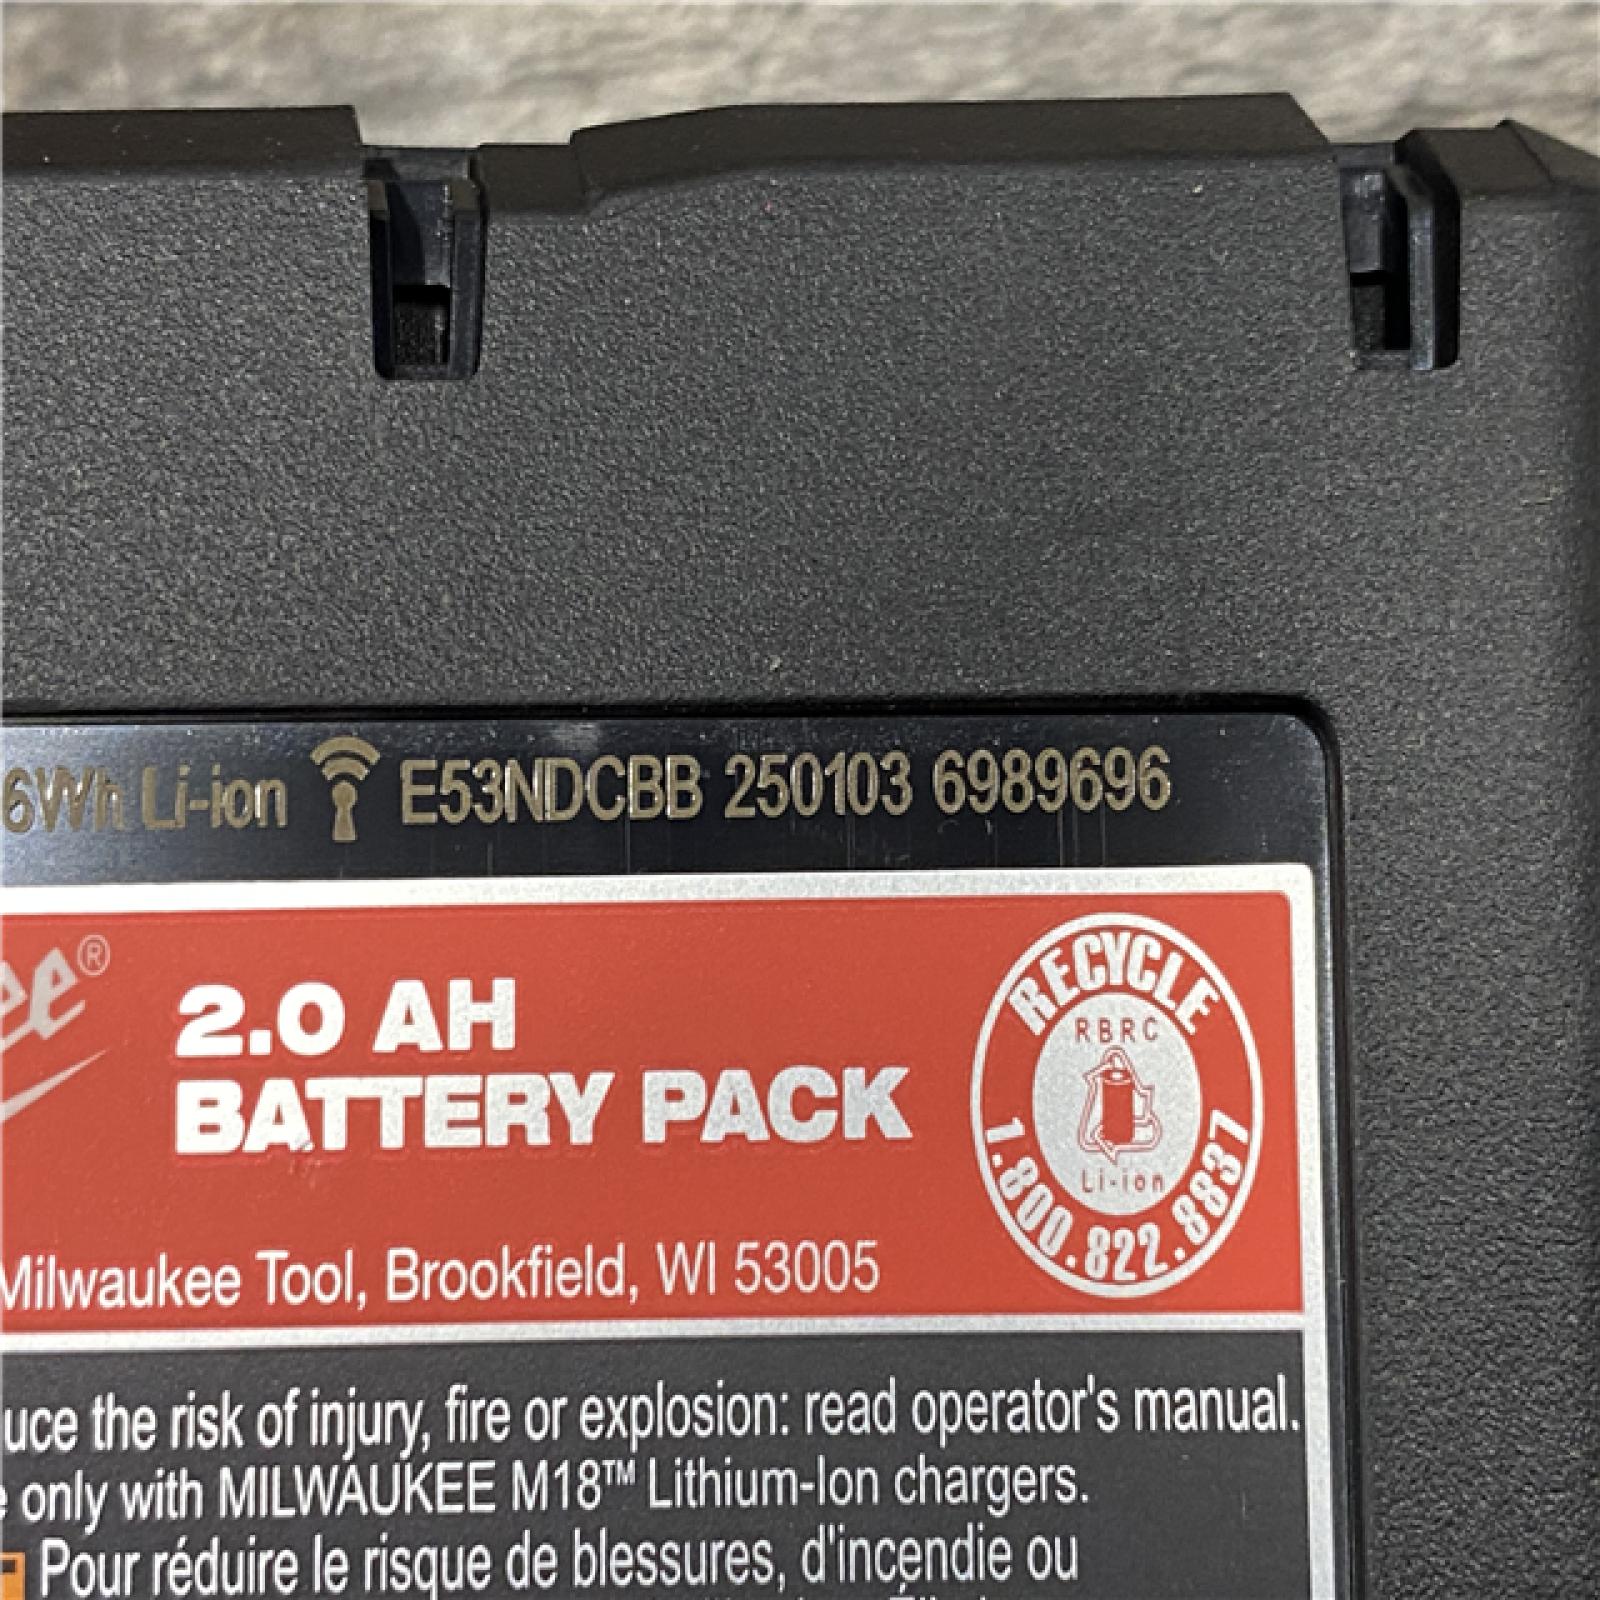 6Wh Li-ion E53NDCBB 250103 6989696
ee®
2.0 AH
BATTERY PACK
RECYCLE
RBRC
Li-ion
1.800.822.8837
Milwaukee Tool, Brookfield, WI 53005
uce the risk of injury, fire or explosion: read operator's manual.
e only with MILWAUKEE M18™ Lithium-Ion chargers.
Pour réduire le risque de blessures, d'incendie ou